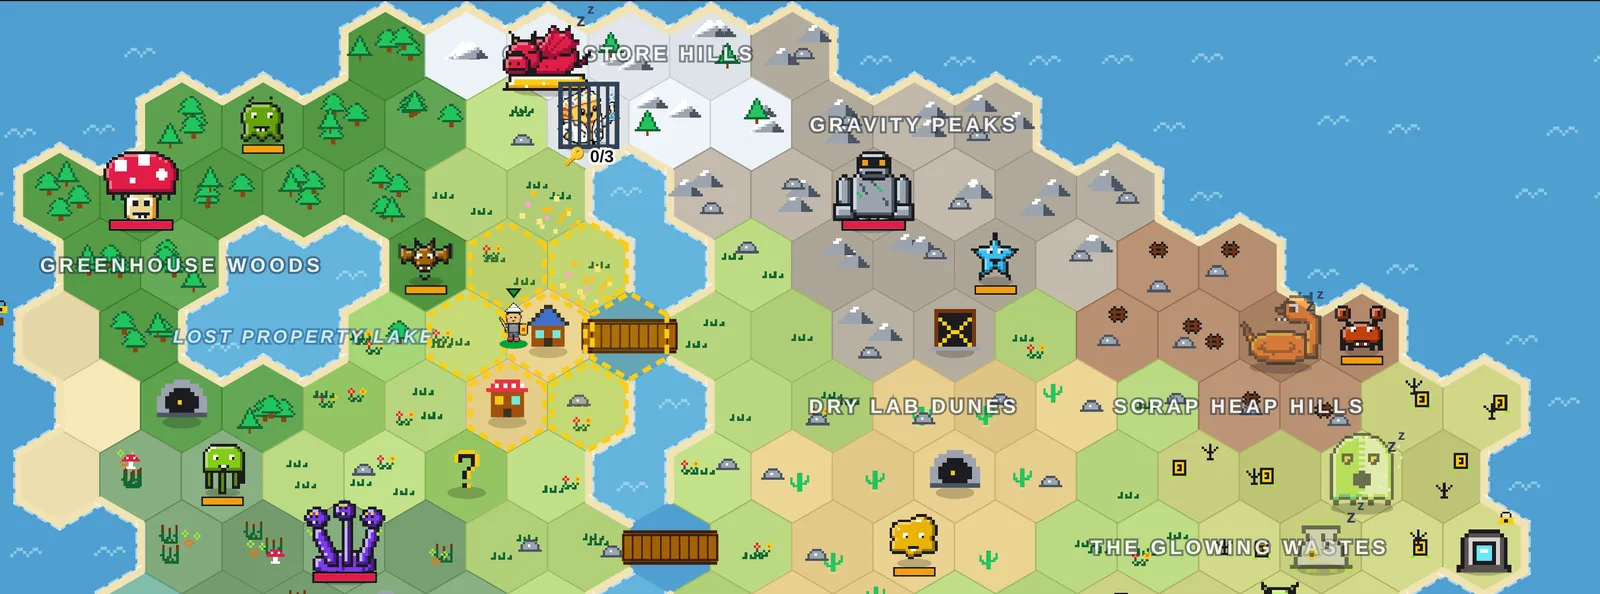 z
z
STORE HILLS
GRAVITY PEAKS
0/3
GREENHOUSE WOODS
z
LOST PROPERTY LAKE
DRY LAB DUNES
SCRAP HEAP HILLS
z
z
?
z
z
THE GLOWING WASTES